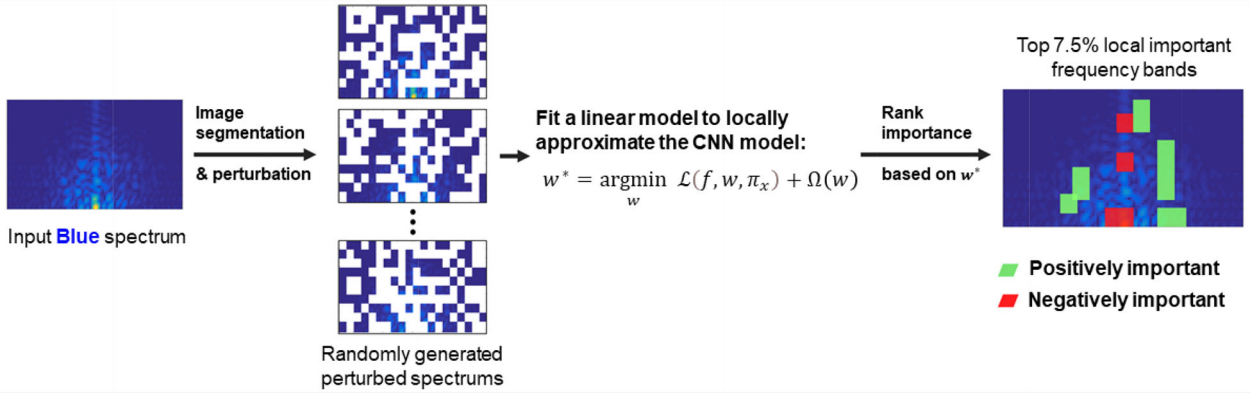 Input Blue spectrum
Image
segmentation
& perturbation
Randomly generated
perturbed spectrums
Fit a linear model to locally
approximate the CNN model:
w* = argmin ℒ(f, w, πₓ) + Ω(w)
w
Rank
importance
based on w*
Top 7.5% local important
frequency bands
Positively important
Negatively important